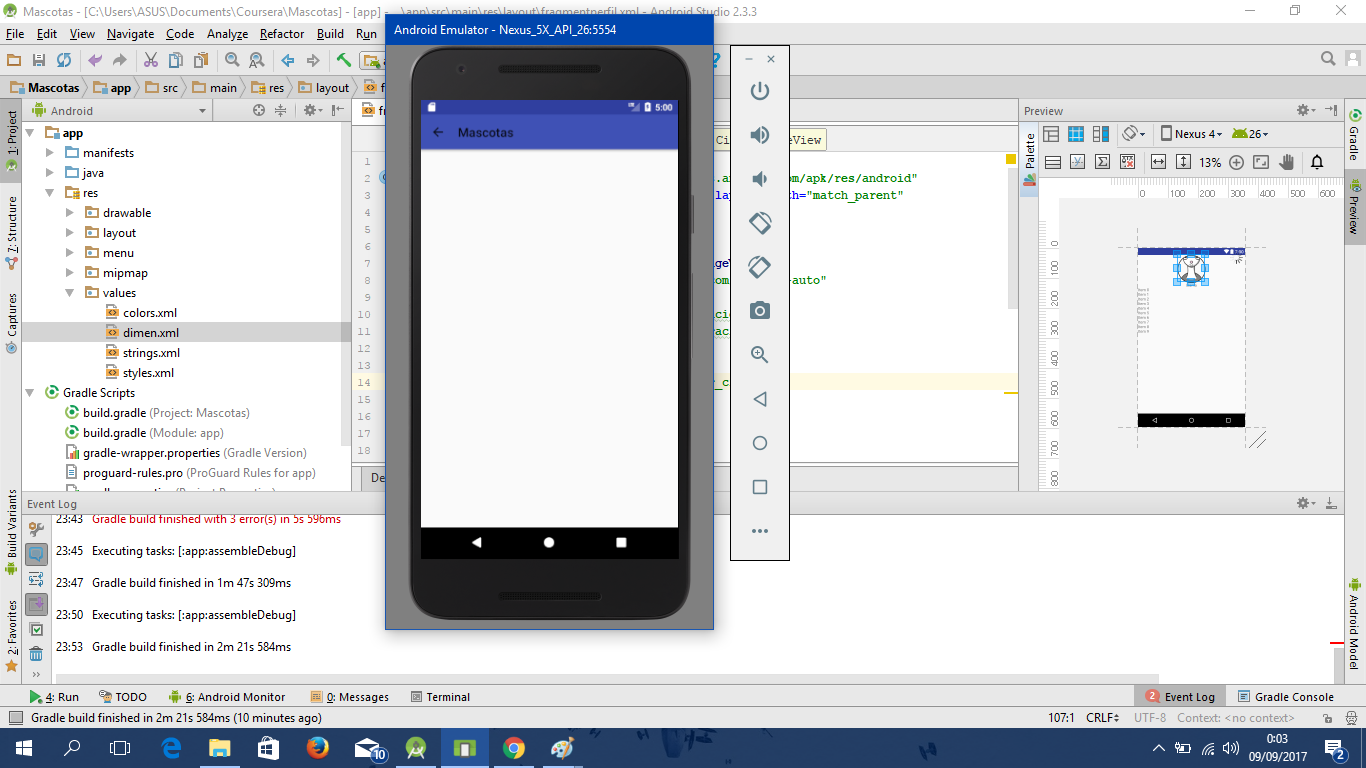 Mascotas - [C:\Users\ASUS\Documents\Coursera\Mascotas] - [app] - ...\app\src\main\res\layout\fragmentperfil.xml - Android Studio 2.3.3
File Edit View Navigate Code Analyze Refactor Build Run
Mascotas app src main res layout
Android
app
manifests
java
res
drawable
layout
menu
mipmap
values
colors.xml
dimen.xml
strings.xml
styles.xml
Gradle Scripts
build.gradle (Project: Mascotas)
build.gradle (Module: app)
gradle-wrapper.properties (Gradle Version)
proguard-rules.pro (ProGuard Rules for app)
1: Project
7: Structure
Captures
Build Variants
2: Favorites
1
2
3
4
5
6
7
8
9
10
11
12
13
14
15
16
17
18
om/apk/res/android"
th="match_parent"
-auto"
Android Emulator - Nexus_5X_API_26:5554
5:00
Mascotas
Preview
Palette
Nexus 4
26
13%
0 100 200 300 400 500 600
0
100
200
300
400
500
600
700
800
Gradle
Preview
Android Model
Event Log
23:43 Gradle build finished with 3 error(s) in 5s 596ms
23:45 Executing tasks: [:app:assembleDebug]
23:47 Gradle build finished in 1m 47s 309ms
23:50 Executing tasks: [:app:assembleDebug]
23:53 Gradle build finished in 2m 21s 584ms
4: Run TODO 6: Android Monitor 0: Messages Terminal 2 Event Log Gradle Console
Gradle build finished in 2m 21s 584ms (10 minutes ago) 107:1 CRLF UTF-8 Context: <no context>
10
0:03
09/09/2017
2